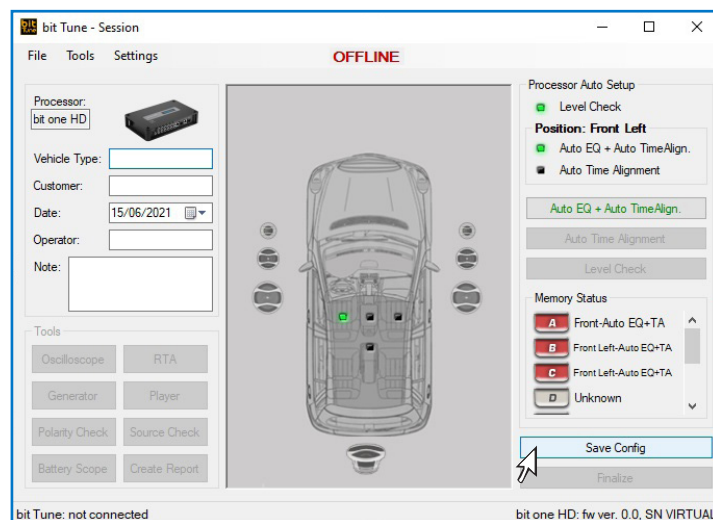 bit Tune
bit Tune - Session
File Tools Settings OFFLINE
Processor:
bit one HD
Vehicle Type:
Customer:
Date: 15/06/2021
Operator:
Note:
Tools
Oscilloscope RTA
Generator Player
Polarity Check Source Check
Battery Scope Create Report
Processor Auto Setup
Level Check
Position: Front Left
Auto EQ + Auto TimeAlign.
Auto Time Alignment
Auto EQ + Auto TimeAlign.
Auto Time Alignment
Level Check
Memory Status
A Front-Auto EQ+TA
B Front Left-Auto EQ+TA
C Front Left-Auto EQ+TA
D Unknown
Save Config
Finalize
bit Tune: not connected bit one HD: fw ver. 0.0, SN VIRTUAL